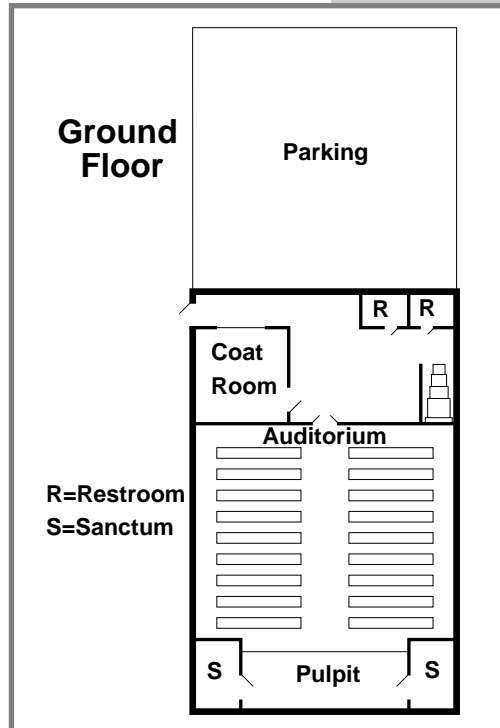 Ground
Floor
Parking
R
R
Coat
Room
Auditorium
R=Restroom
S=Sanctum
S
Pulpit
S